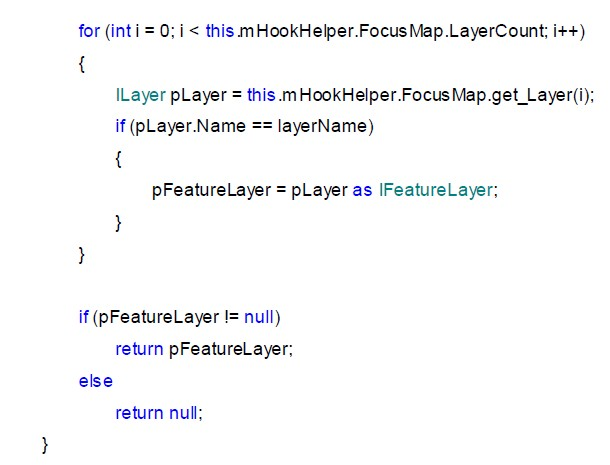 for (int i = 0; i < this.mHookHelper.FocusMap.LayerCount; i++)
{
ILayer pLayer = this.mHookHelper.FocusMap.get_Layer(i);
if (pLayer.Name == layerName)
{
pFeatureLayer = pLayer as IFeatureLayer;
}
}
if (pFeatureLayer != null)
return pFeatureLayer;
else
return null;
}